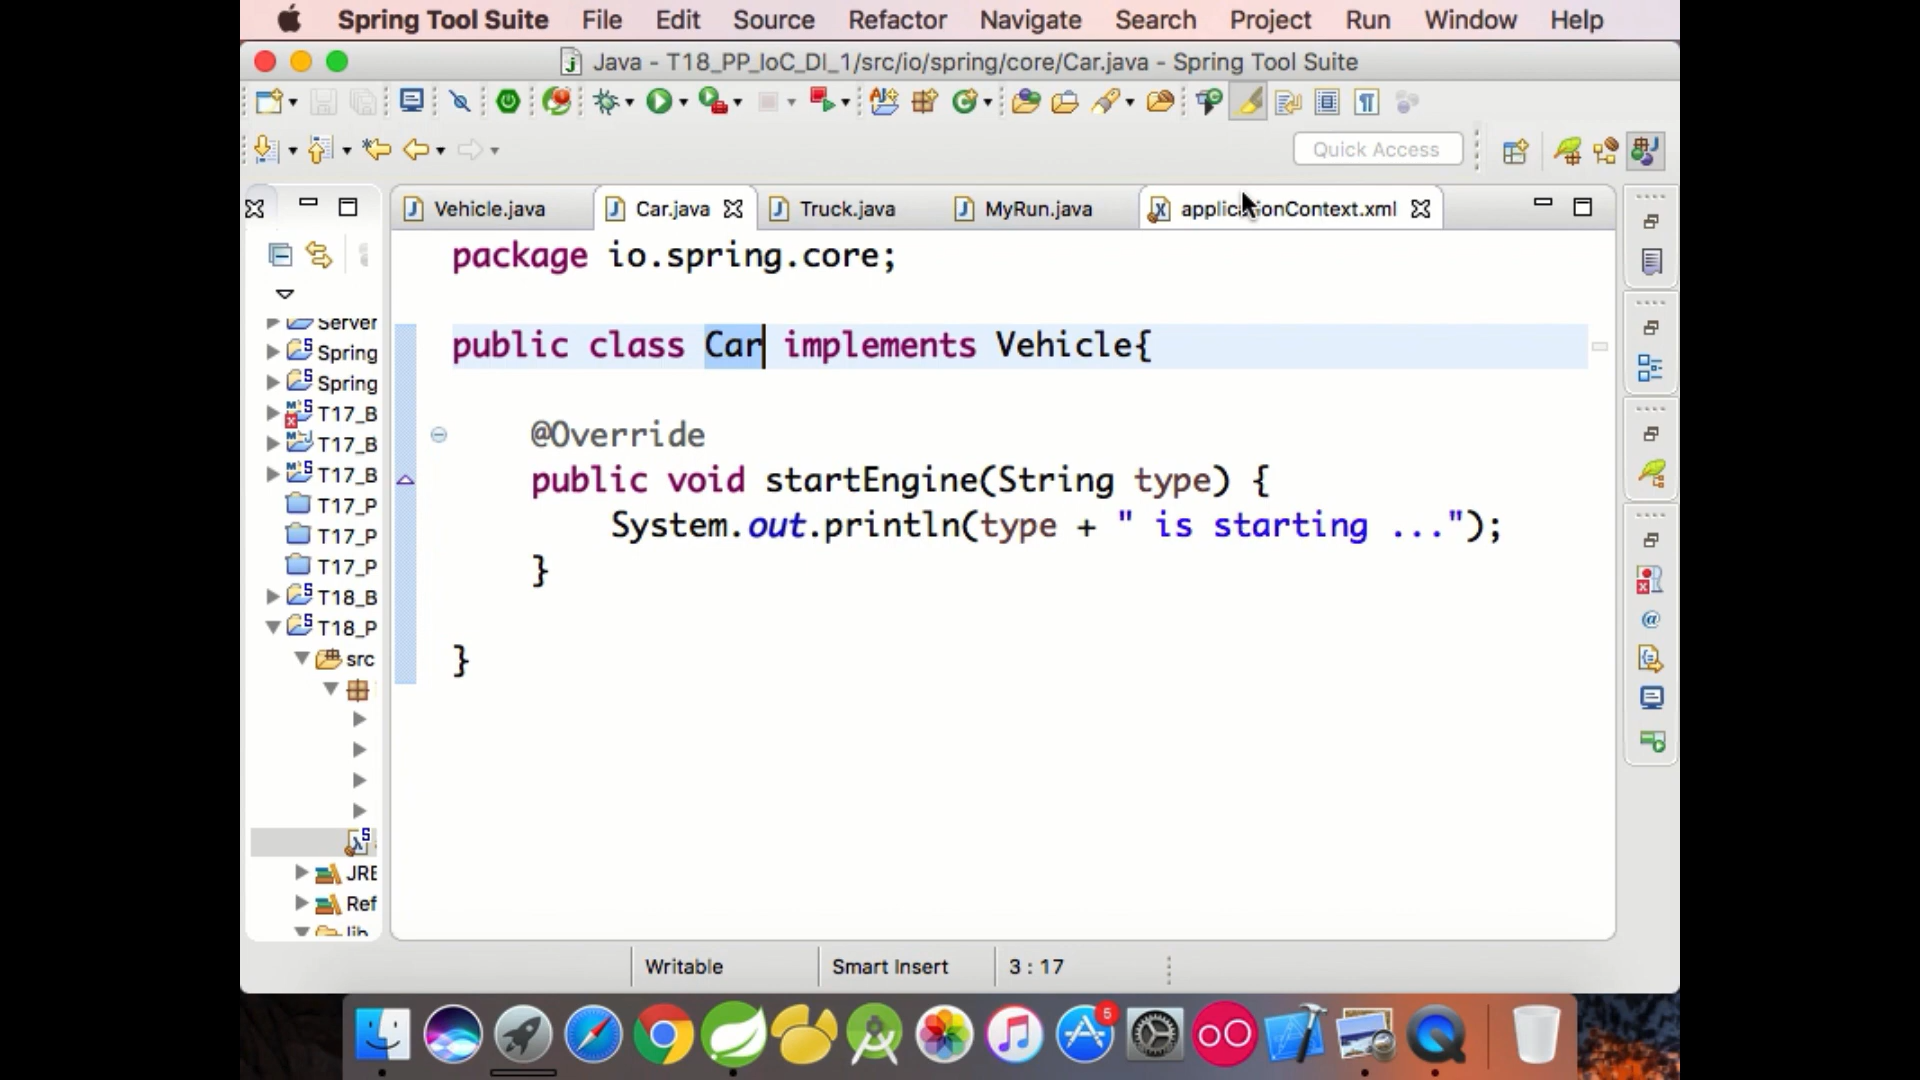 Spring Tool Suite File Edit Source Refactor Navigate Search Project Run Window Help
Java - T18_PP_IoC_DI_1/src/io/spring/core/Car.java - Spring Tool Suite
Quick Access
Vehicle.java Car.java Truck.java MyRun.java applicationContext.xml
package io.spring.core;
public class Car implements Vehicle{
@Override
public void startEngine(String type) {
System.out.println(type + " is starting ...");
}
}
Server
Spring
Spring
T17_B
T17_B
T17_B
T17_P
T17_P
T17_P
T18_B
T18_P
src
JRE
Ref
lib
Writable Smart Insert 3 : 17
5